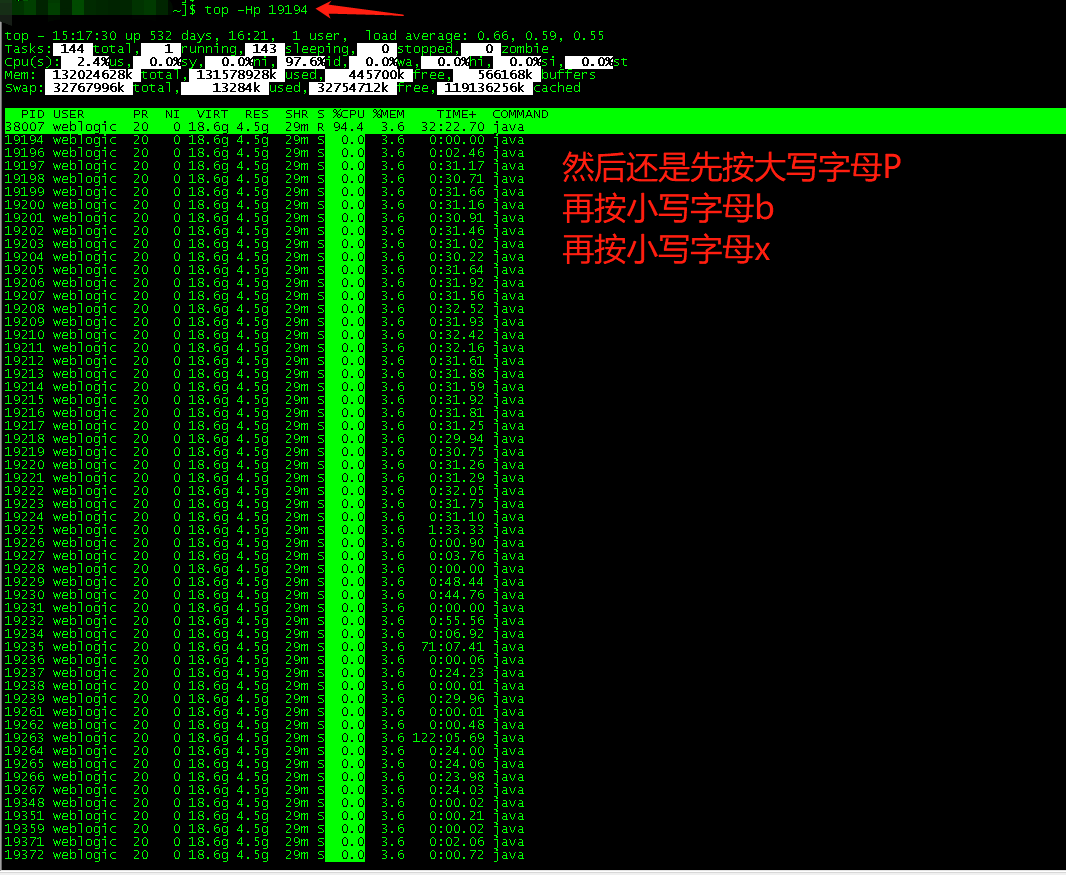 ~]$ top -Hp 19194
top - 15:17:30 up 532 days, 16:21,  1 user,  load average: 0.66, 0.59, 0.55
Tasks: 144 total,   1 running, 143 sleeping,   0 stopped,   0 zombie
Cpu(s):  2.4%us,  0.0%sy,  0.0%ni, 97.6%id,  0.0%wa,  0.0%hi,  0.0%si,  0.0%st
Mem:  132024628k total, 131578928k used,   445700k free,   566168k buffers
Swap: 32767996k total,    13284k used, 32754712k free, 119136256k cached
PID USER      PR  NI  VIRT  RES  SHR S %CPU %MEM    TIME+  COMMAND
38007 weblogic  20   0 18.6g 4.5g  29m R 94.4  3.6  32:22.70 java
19194 weblogic  20   0 18.6g 4.5g  29m S  0.0  3.6   0:00.00 java
19196 weblogic  20   0 18.6g 4.5g  29m S  0.0  3.6   0:02.46 java
19197 weblogic  20   0 18.6g 4.5g  29m S  0.0  3.6   0:31.17 java
19198 weblogic  20   0 18.6g 4.5g  29m S  0.0  3.6   0:30.71 java
19199 weblogic  20   0 18.6g 4.5g  29m S  0.0  3.6   0:31.66 java
19200 weblogic  20   0 18.6g 4.5g  29m S  0.0  3.6   0:31.16 java
19201 weblogic  20   0 18.6g 4.5g  29m S  0.0  3.6   0:30.91 java
19202 weblogic  20   0 18.6g 4.5g  29m S  0.0  3.6   0:31.46 java
19203 weblogic  20   0 18.6g 4.5g  29m S  0.0  3.6   0:31.02 java
19204 weblogic  20   0 18.6g 4.5g  29m S  0.0  3.6   0:30.22 java
19205 weblogic  20   0 18.6g 4.5g  29m S  0.0  3.6   0:31.64 java
19206 weblogic  20   0 18.6g 4.5g  29m S  0.0  3.6   0:31.92 java
19207 weblogic  20   0 18.6g 4.5g  29m S  0.0  3.6   0:31.56 java
19208 weblogic  20   0 18.6g 4.5g  29m S  0.0  3.6   0:32.52 java
19209 weblogic  20   0 18.6g 4.5g  29m S  0.0  3.6   0:31.93 java
19210 weblogic  20   0 18.6g 4.5g  29m S  0.0  3.6   0:32.42 java
19211 weblogic  20   0 18.6g 4.5g  29m S  0.0  3.6   0:32.16 java
19212 weblogic  20   0 18.6g 4.5g  29m S  0.0  3.6   0:31.61 java
19213 weblogic  20   0 18.6g 4.5g  29m S  0.0  3.6   0:31.88 java
19214 weblogic  20   0 18.6g 4.5g  29m S  0.0  3.6   0:31.59 java
19215 weblogic  20   0 18.6g 4.5g  29m S  0.0  3.6   0:31.92 java
19216 weblogic  20   0 18.6g 4.5g  29m S  0.0  3.6   0:31.81 java
19217 weblogic  20   0 18.6g 4.5g  29m S  0.0  3.6   0:31.25 java
19218 weblogic  20   0 18.6g 4.5g  29m S  0.0  3.6   0:29.94 java
19219 weblogic  20   0 18.6g 4.5g  29m S  0.0  3.6   0:30.75 java
19220 weblogic  20   0 18.6g 4.5g  29m S  0.0  3.6   0:31.26 java
19221 weblogic  20   0 18.6g 4.5g  29m S  0.0  3.6   0:31.29 java
19222 weblogic  20   0 18.6g 4.5g  29m S  0.0  3.6   0:32.05 java
19223 weblogic  20   0 18.6g 4.5g  29m S  0.0  3.6   0:31.75 java
19224 weblogic  20   0 18.6g 4.5g  29m S  0.0  3.6   0:31.10 java
19225 weblogic  20   0 18.6g 4.5g  29m S  0.0  3.6   1:33.33 java
19226 weblogic  20   0 18.6g 4.5g  29m S  0.0  3.6   0:00.90 java
19227 weblogic  20   0 18.6g 4.5g  29m S  0.0  3.6   0:03.76 java
19228 weblogic  20   0 18.6g 4.5g  29m S  0.0  3.6   0:00.00 java
19229 weblogic  20   0 18.6g 4.5g  29m S  0.0  3.6   0:48.44 java
19230 weblogic  20   0 18.6g 4.5g  29m S  0.0  3.6   0:44.76 java
19231 weblogic  20   0 18.6g 4.5g  29m S  0.0  3.6   0:00.00 java
19232 weblogic  20   0 18.6g 4.5g  29m S  0.0  3.6   0:55.56 java
19234 weblogic  20   0 18.6g 4.5g  29m S  0.0  3.6   0:06.92 java
19235 weblogic  20   0 18.6g 4.5g  29m S  0.0  3.6  71:07.41 java
19236 weblogic  20   0 18.6g 4.5g  29m S  0.0  3.6   0:00.06 java
19237 weblogic  20   0 18.6g 4.5g  29m S  0.0  3.6   0:24.23 java
19238 weblogic  20   0 18.6g 4.5g  29m S  0.0  3.6   0:00.01 java
19239 weblogic  20   0 18.6g 4.5g  29m S  0.0  3.6   0:29.96 java
19261 weblogic  20   0 18.6g 4.5g  29m S  0.0  3.6   0:00.01 java
19262 weblogic  20   0 18.6g 4.5g  29m S  0.0  3.6   0:00.48 java
19263 weblogic  20   0 18.6g 4.5g  29m S  0.0  3.6 122:05.69 java
19264 weblogic  20   0 18.6g 4.5g  29m S  0.0  3.6   0:24.00 java
19265 weblogic  20   0 18.6g 4.5g  29m S  0.0  3.6   0:24.06 java
19266 weblogic  20   0 18.6g 4.5g  29m S  0.0  3.6   0:23.98 java
19267 weblogic  20   0 18.6g 4.5g  29m S  0.0  3.6   0:24.03 java
19348 weblogic  20   0 18.6g 4.5g  29m S  0.0  3.6   0:00.02 java
19351 weblogic  20   0 18.6g 4.5g  29m S  0.0  3.6   0:00.21 java
19359 weblogic  20   0 18.6g 4.5g  29m S  0.0  3.6   0:00.02 java
19371 weblogic  20   0 18.6g 4.5g  29m S  0.0  3.6   0:02.06 java
19372 weblogic  20   0 18.6g 4.5g  29m S  0.0  3.6   0:00.72 java
然后还是先按大写字母P
再按小写字母b
再按小写字母x